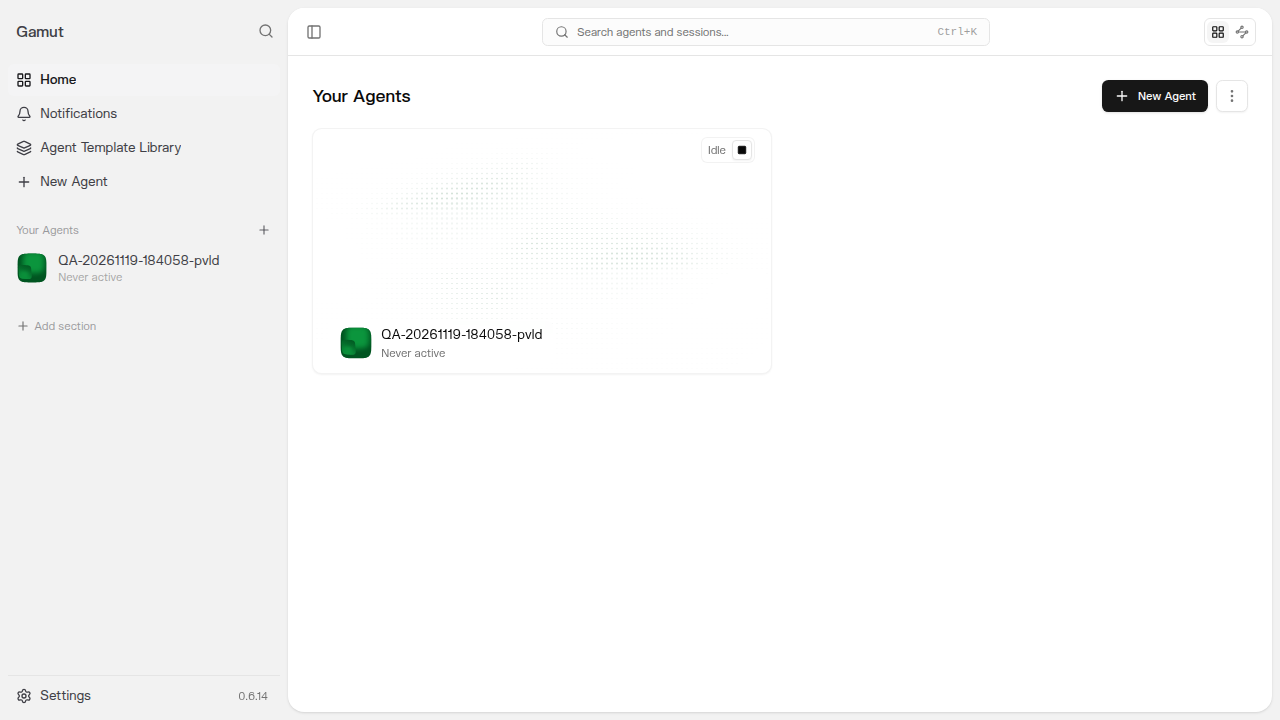 Gamut
Home
Notifications
Agent Template Library
New Agent
Your Agents
QA-20261119-184058-pvld
Never active
Add section
Settings
0.6.14
Search agents and sessions...
Ctrl+K
Your Agents
New Agent
Idle
QA-20261119-184058-pvld
Never active